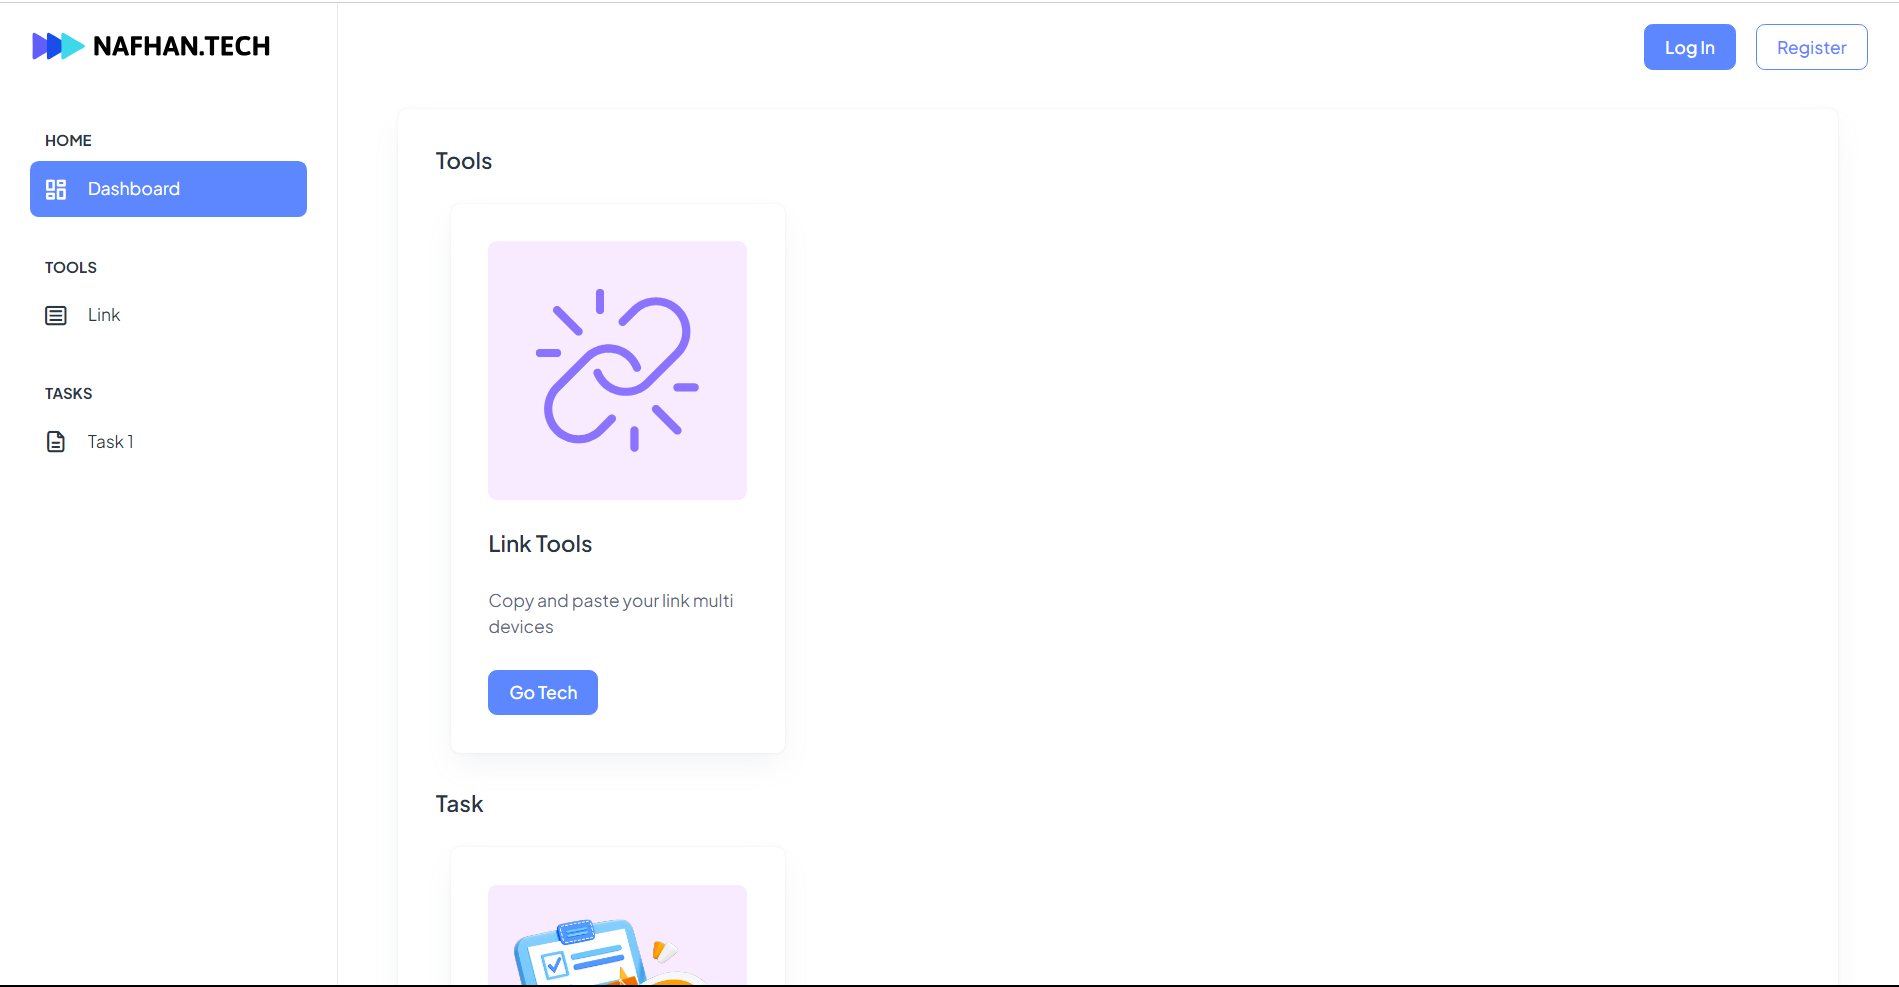 NAFHAN.TECH
Log In
Register
HOME
Dashboard
TOOLS
Link
TASKS
Task 1
Tools
Link Tools
Copy and paste your link multi
devices
Go Tech
Task